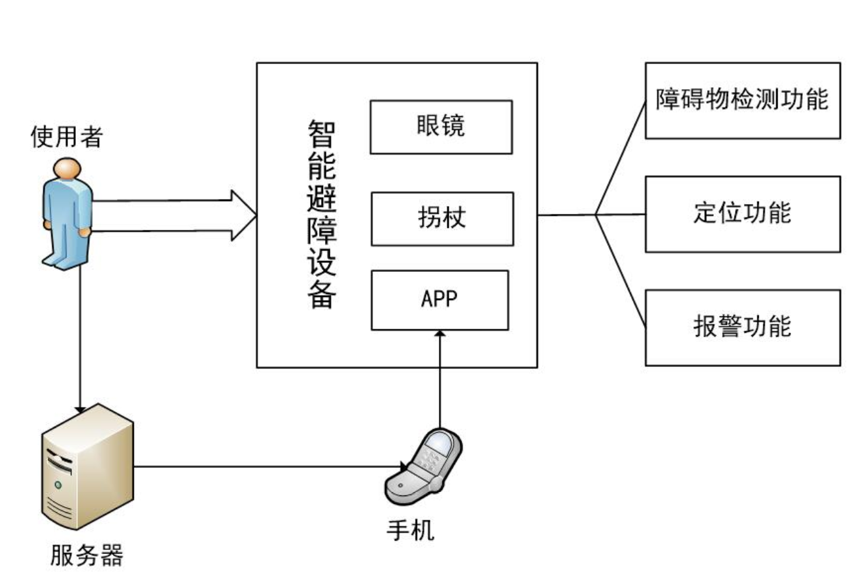 使用者
智能避障设备
眼镜
拐杖
APP
障碍物检测功能
定位功能
报警功能
服务器
手机